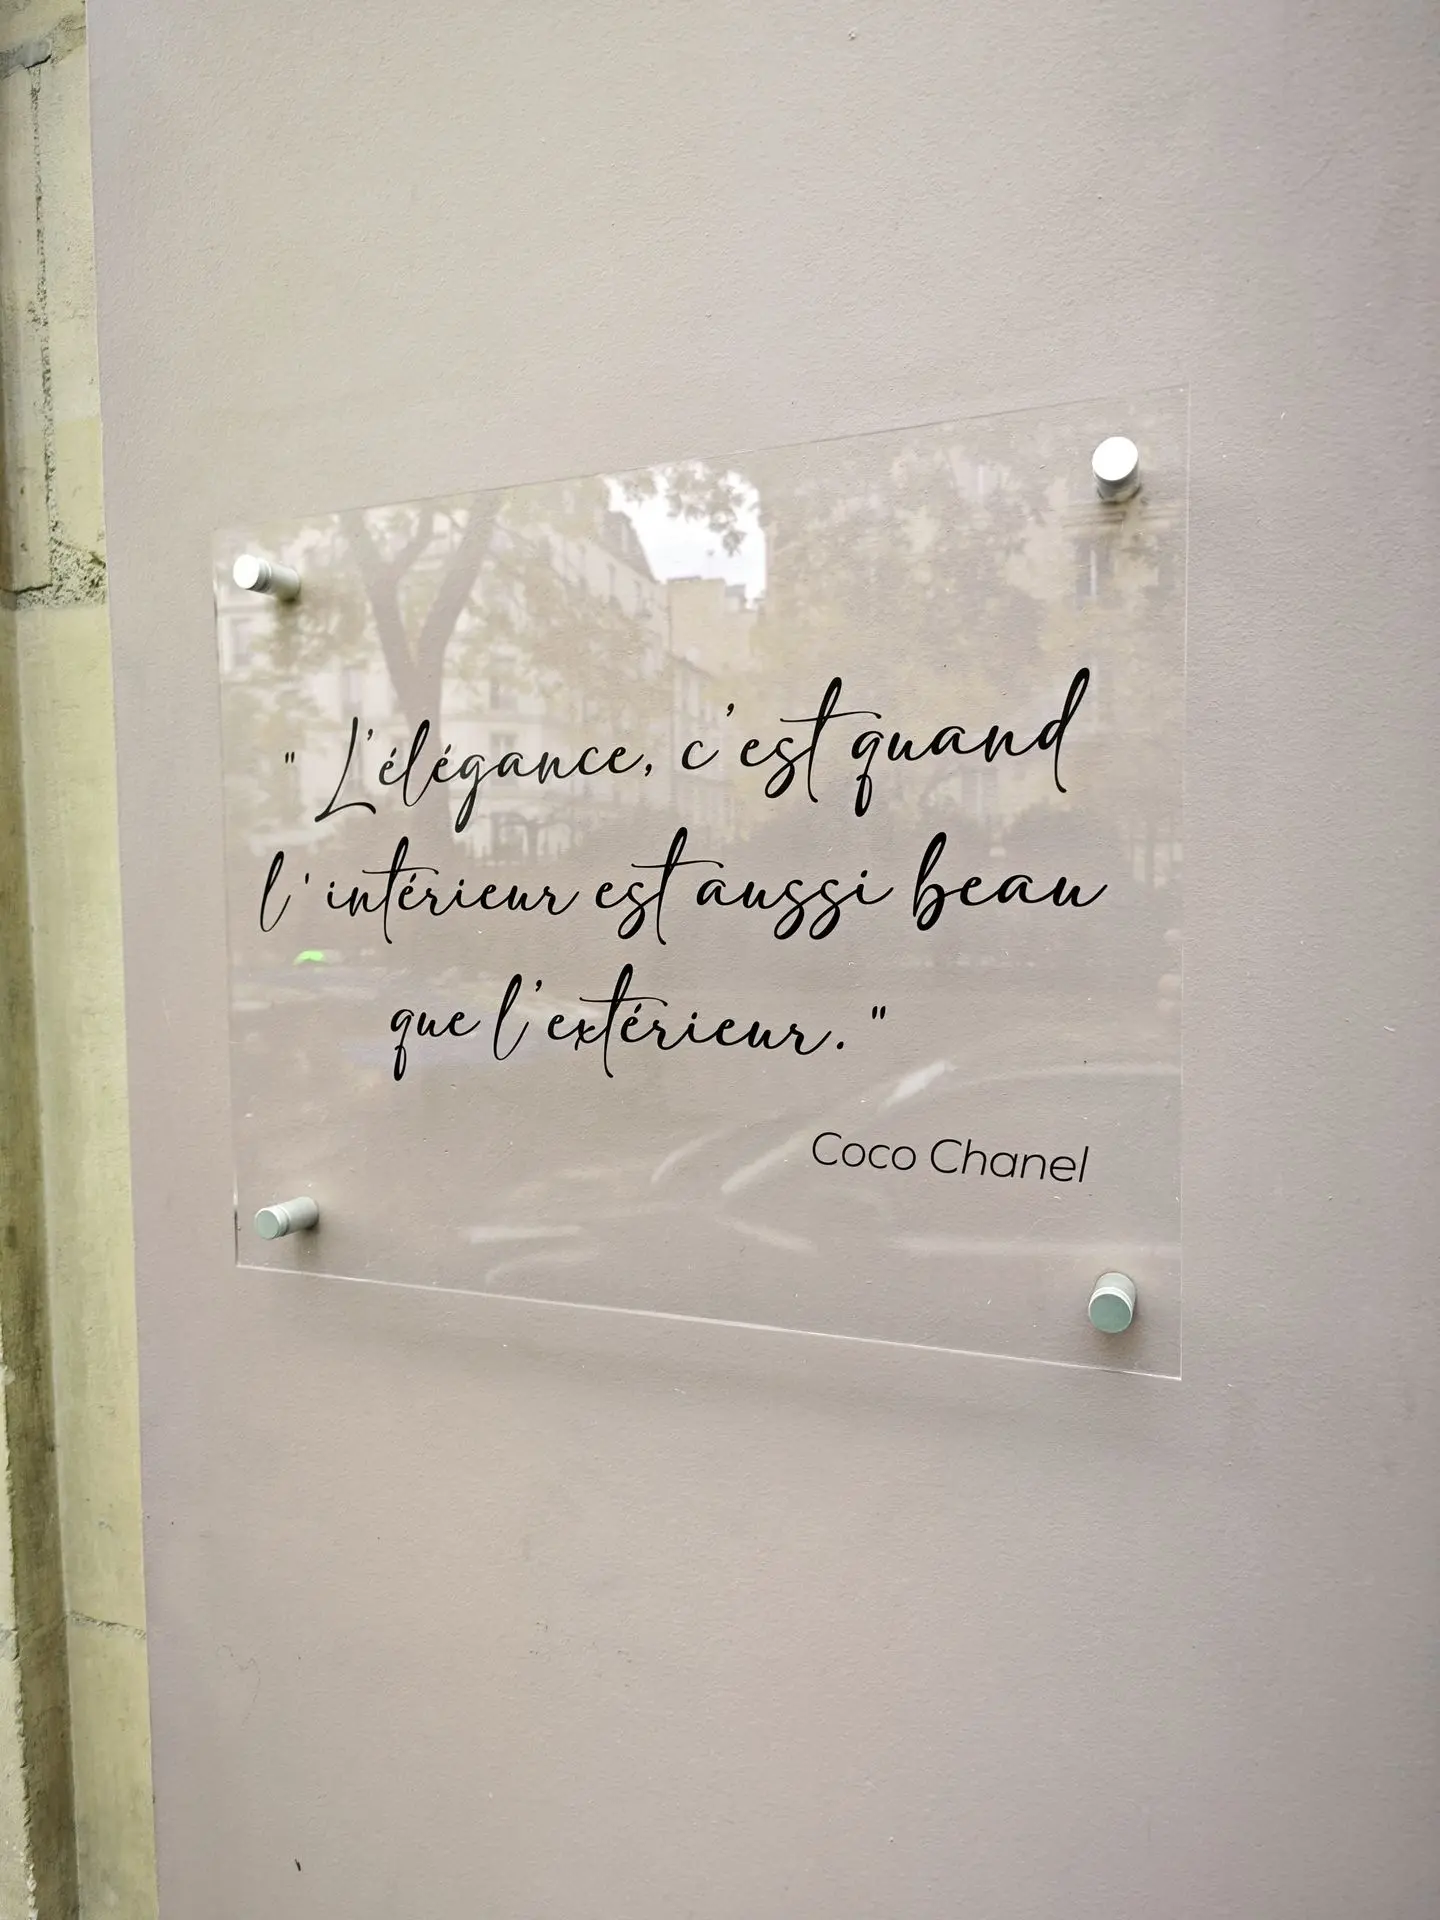 " L'élégance, c'est quand
l'intérieur est aussi beau
que l'extérieur. "
Coco Chanel